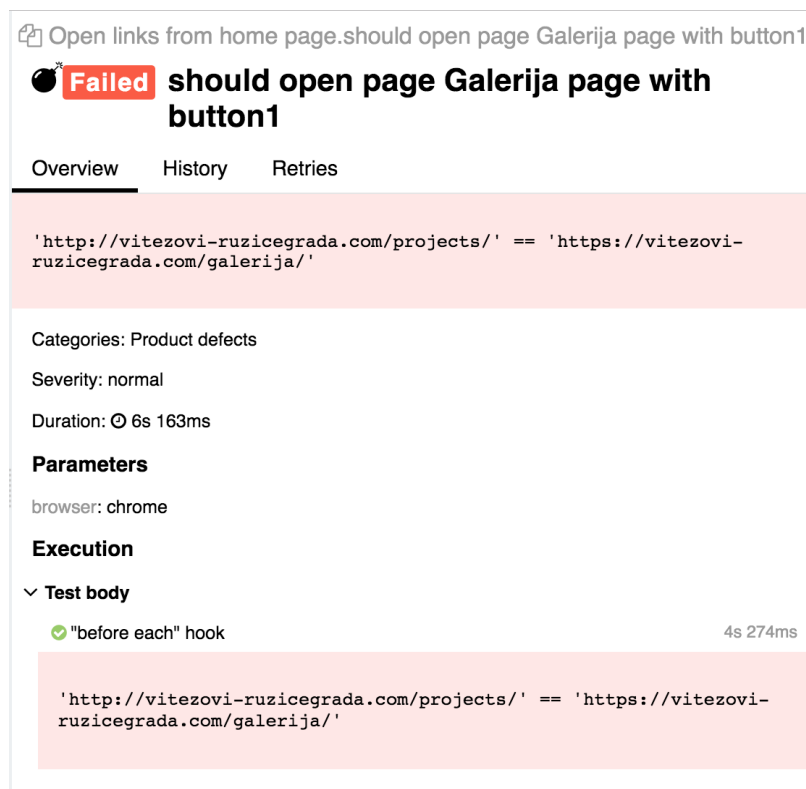 Open links from home page.should open page Galerija page with button1
Failed should open page Galerija page with
button1
Overview History Retries
'http://vitezovi-ruzicegrada.com/projects/' == 'https://vitezovi-
ruzicegrada.com/galerija/'
Categories: Product defects
Severity: normal
Duration: 6s 163ms
Parameters
browser: chrome
Execution
Test body
"before each" hook 4s 274ms
'http://vitezovi-ruzicegrada.com/projects/' == 'https://vitezovi-
ruzicegrada.com/galerija/'